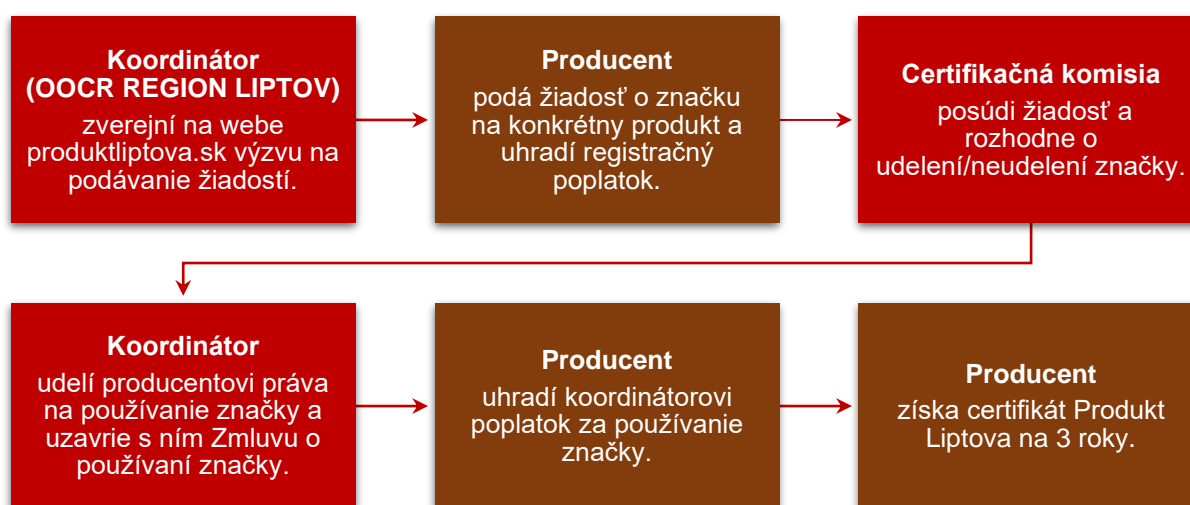 Koordinátor
(OOCR REGION LIPTOV)
zverejní na webe
produktliptova.sk výzvu na
podávanie žiadostí.
Producent
podá žiadosť o značku
na konkrétny produkt a
uhradí registračný
poplatok.
Certifikačná komisia
posúdi žiadosť a
rozhodne o
udelení/neudelení značky.
Koordinátor
udelí producentovi práva
na používanie značky a
uzavrie s ním Zmluvu o
používaní značky.
Producent
uhradí koordinátorovi
poplatok za používanie
značky.
Producent
získa certifikát Produkt
Liptova na 3 roky.